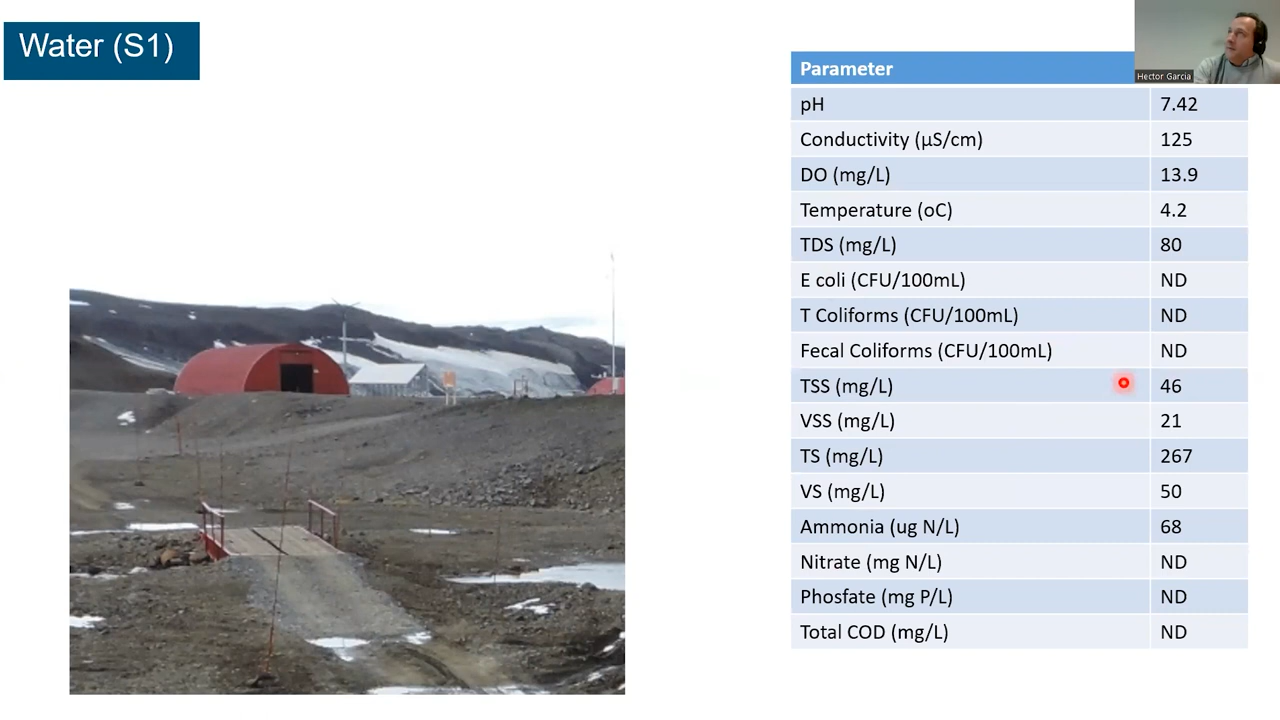 Water (S1)
Hector Garcia
Parameter
pH 7.42
Conductivity (µS/cm) 125
DO (mg/L) 13.9
Temperature (oC) 4.2
TDS (mg/L) 80
E coli (CFU/100mL) ND
T Coliforms (CFU/100mL) ND
Fecal Coliforms (CFU/100mL) ND
TSS (mg/L) 46
VSS (mg/L) 21
TS (mg/L) 267
VS (mg/L) 50
Ammonia (ug N/L) 68
Nitrate (mg N/L) ND
Phosfate (mg P/L) ND
Total COD (mg/L) ND